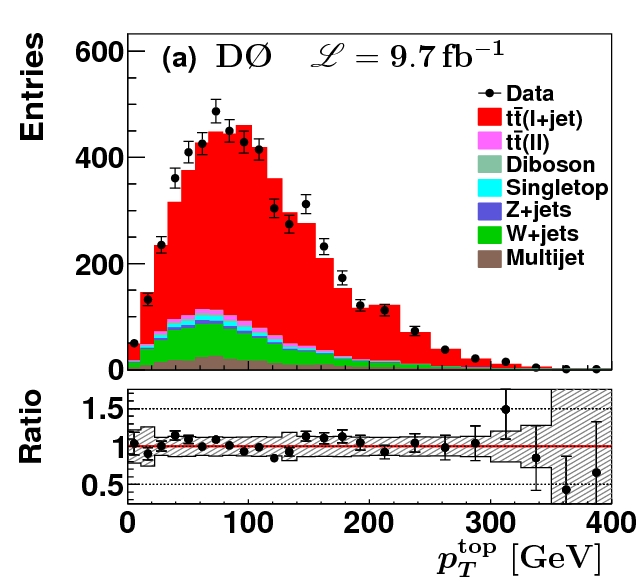 (a) DØ ℒ = 9.7 fb⁻¹
Entries
600
400
200
0
Data
tt̄(l+jet)
tt̄(ll)
Diboson
Singletop
Z+jets
W+jets
Multijet
Ratio
1.5
1
0.5
0 100 200 300 400
p_T^top [GeV]